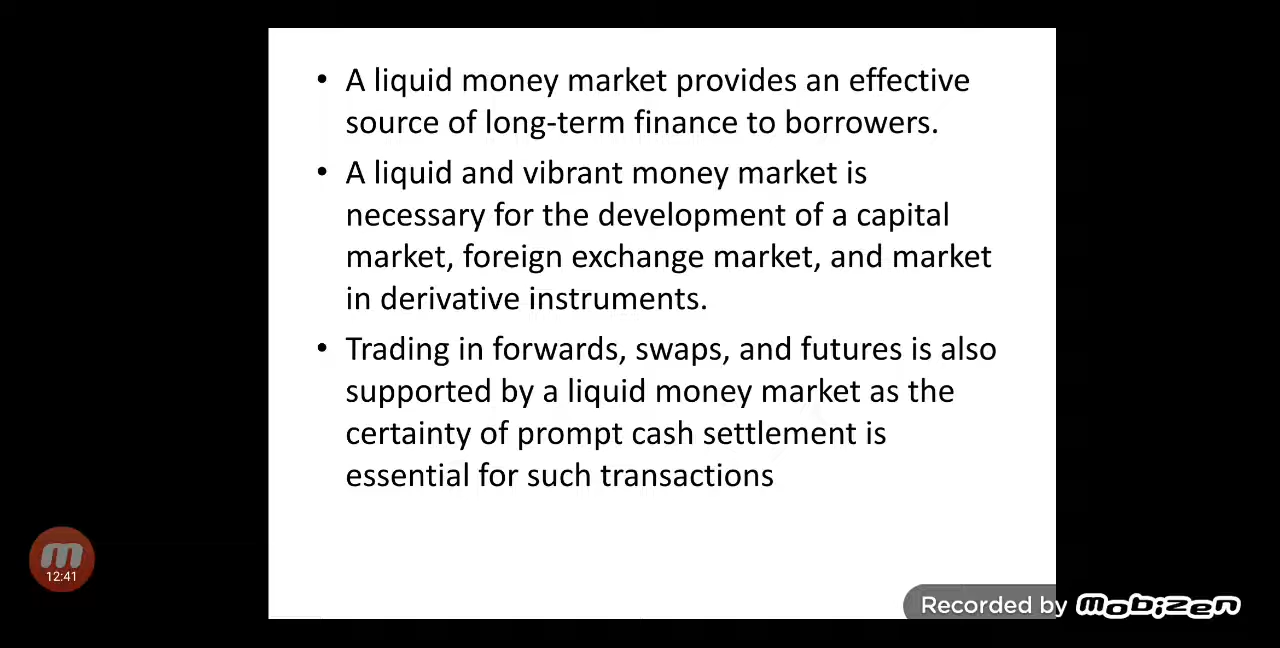 • A liquid money market provides an effective
source of long-term finance to borrowers.
• A liquid and vibrant money market is
necessary for the development of a capital
market, foreign exchange market, and market
in derivative instruments.
• Trading in forwards, swaps, and futures is also
supported by a liquid money market as the
certainty of prompt cash settlement is
essential for such transactions
m
12:41
Recorded by mobizen